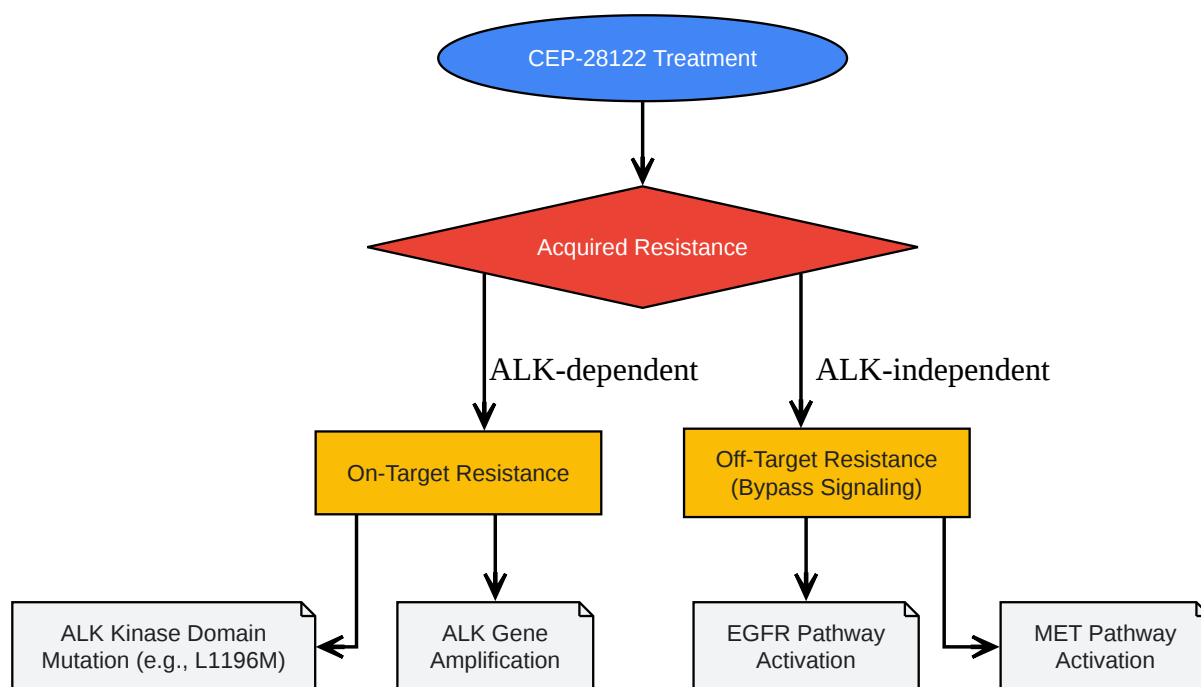 CEP-28122 Treatment
Acquired Resistance
ALK-dependent
ALK-independent
On-Target Resistance
Off-Target Resistance
(Bypass Signaling)
ALK Kinase Domain
Mutation (e.g., L1196M)
ALK Gene
Amplification
EGFR Pathway
Activation
MET Pathway
Activation